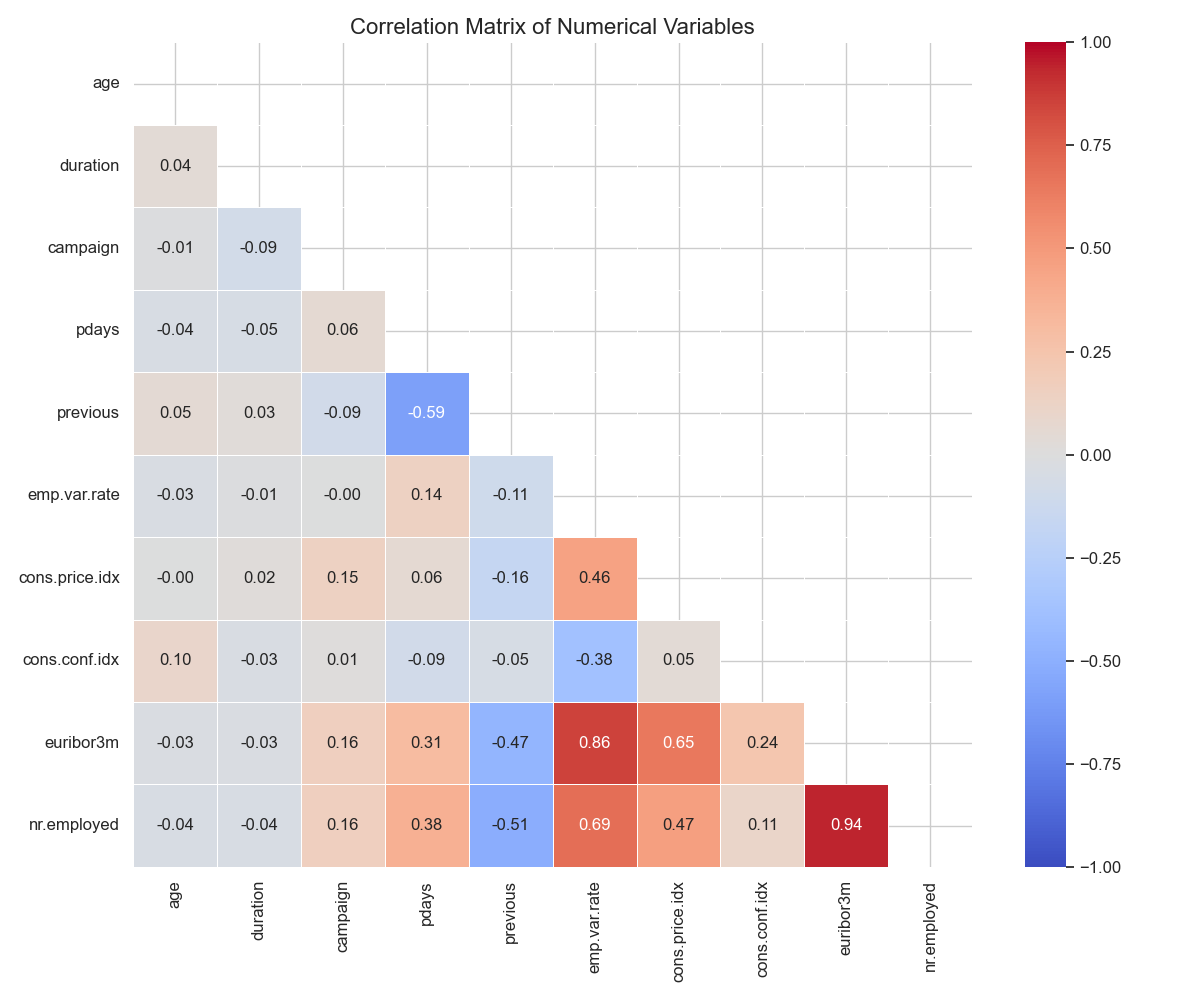 Correlation Matrix of Numerical Variables
age
duration 0.04
campaign -0.01 -0.09
pdays -0.04 -0.05 0.06
previous 0.05 0.03 -0.09 -0.59
emp.var.rate -0.03 -0.01 -0.00 0.14 -0.11
cons.price.idx -0.00 0.02 0.15 0.06 -0.16 0.46
cons.conf.idx 0.10 -0.03 0.01 -0.09 -0.05 -0.38 0.05
euribor3m -0.03 -0.03 0.16 0.31 -0.47 0.86 0.65 0.24
nr.employed -0.04 -0.04 0.16 0.38 -0.51 0.69 0.47 0.11 0.94
age duration campaign pdays previous emp.var.rate cons.price.idx cons.conf.idx euribor3m nr.employed
1.00
0.75
0.50
0.25
0.00
−0.25
−0.50
−0.75
−1.00